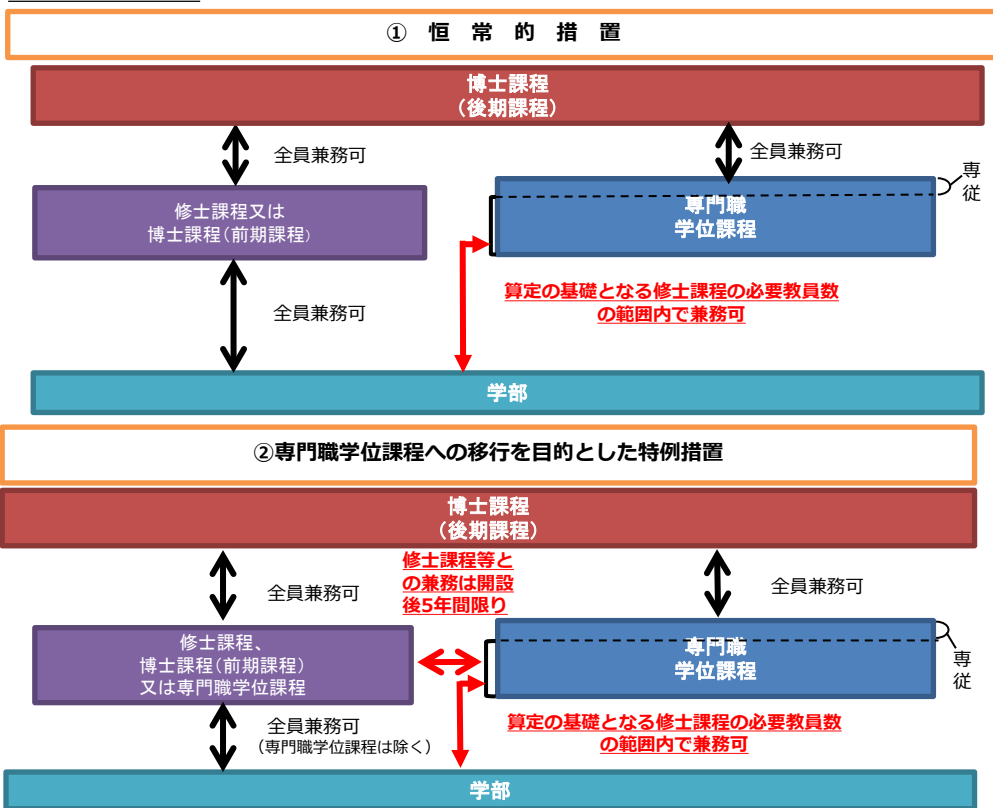 ① 恒 常 的 措 置
博士課程
（後期課程）
全員兼務可
全員兼務可
専
従
修士課程又は
博士課程（前期課程）
専門職
学位課程
算定の基礎となる修士課程の必要教員数
の範囲内で兼務可
全員兼務可
学部
②専門職学位課程への移行を目的とした特例措置
博士課程
（後期課程）
修士課程等と
の兼務は開設
後5年間限り
全員兼務可
全員兼務可
修士課程、
博士課程（前期課程）
又は専門職学位課程
専門職
学位課程
専
従
全員兼務可
（専門職学位課程は除く）
算定の基礎となる修士課程の必要教員数
の範囲内で兼務可
学部